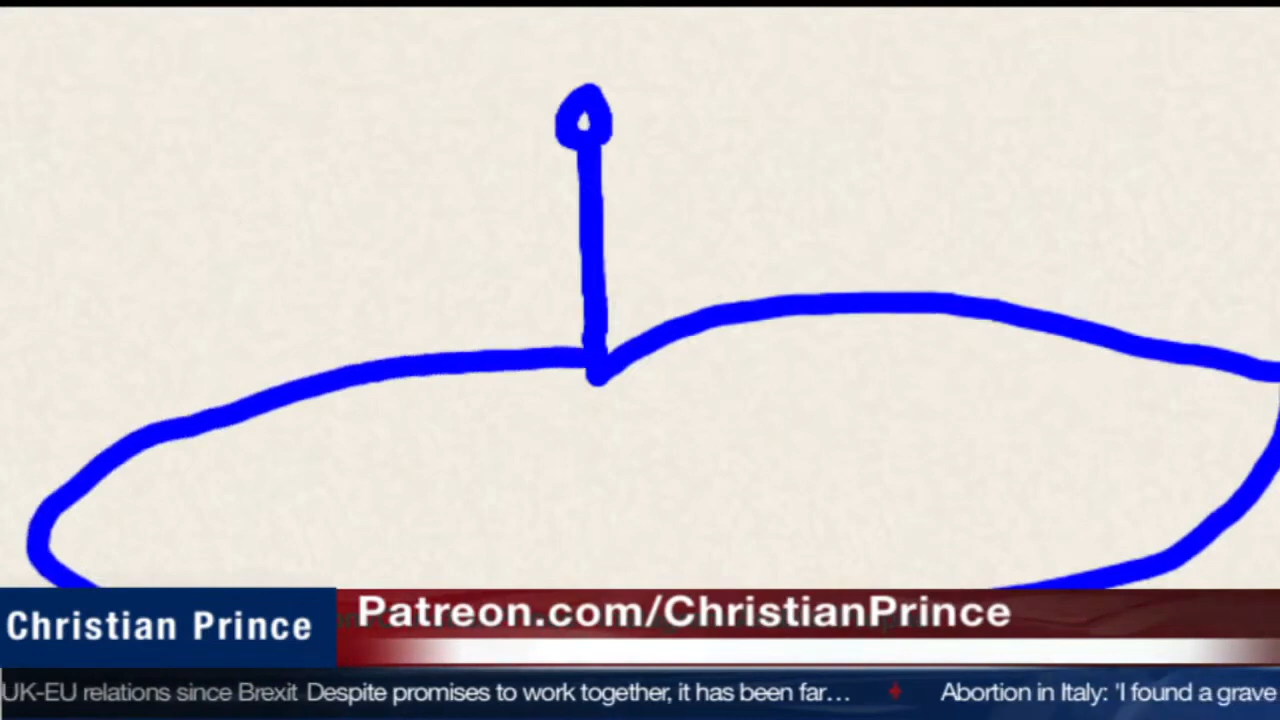 Patreon.com/ChristianPrince
Christian Prince
UK-EU relations since Brexit Despite promises to work together, it has been far… Abortion in Italy: 'I found a grave